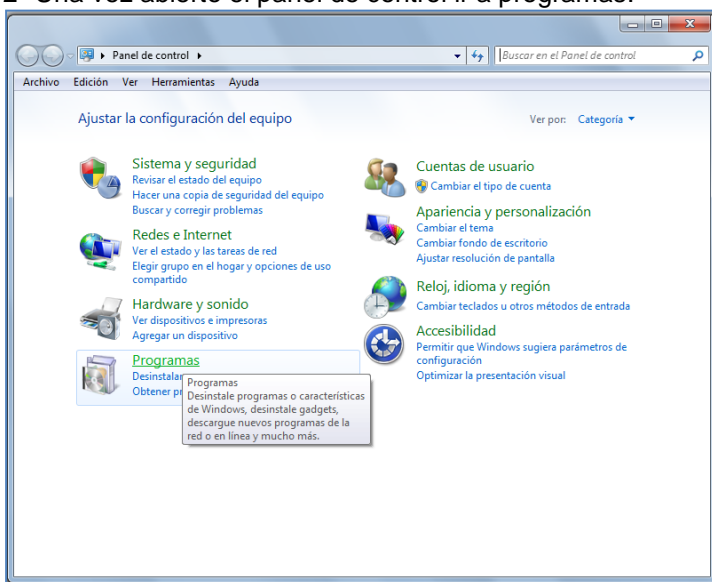 2- Una vez abierto el panel de control ir a programas.
Panel de control
Buscar en el Panel de control
Archivo Edición Ver Herramientas Ayuda
Ajustar la configuración del equipo
Ver por: Categoría
Sistema y seguridad
Revisar el estado del equipo
Hacer una copia de seguridad del equipo
Buscar y corregir problemas
Redes e Internet
Ver el estado y las tareas de red
Elegir grupo en el hogar y opciones de uso
compartido
Hardware y sonido
Ver dispositivos e impresoras
Agregar un dispositivo
Programas
Desinstalar
Obtener
Programas
Desinstale programas o características
de Windows, desinstale gadgets,
descargue nuevos programas de la
red o en línea y mucho más.
Cuentas de usuario
Cambiar el tipo de cuenta
Apariencia y personalización
Cambiar el tema
Cambiar fondo de escritorio
Ajustar resolución de pantalla
Reloj, idioma y región
Cambiar teclados u otros métodos de entrada
Accesibilidad
Permitir que Windows sugiera parámetros de
configuración
Optimizar la presentación visual